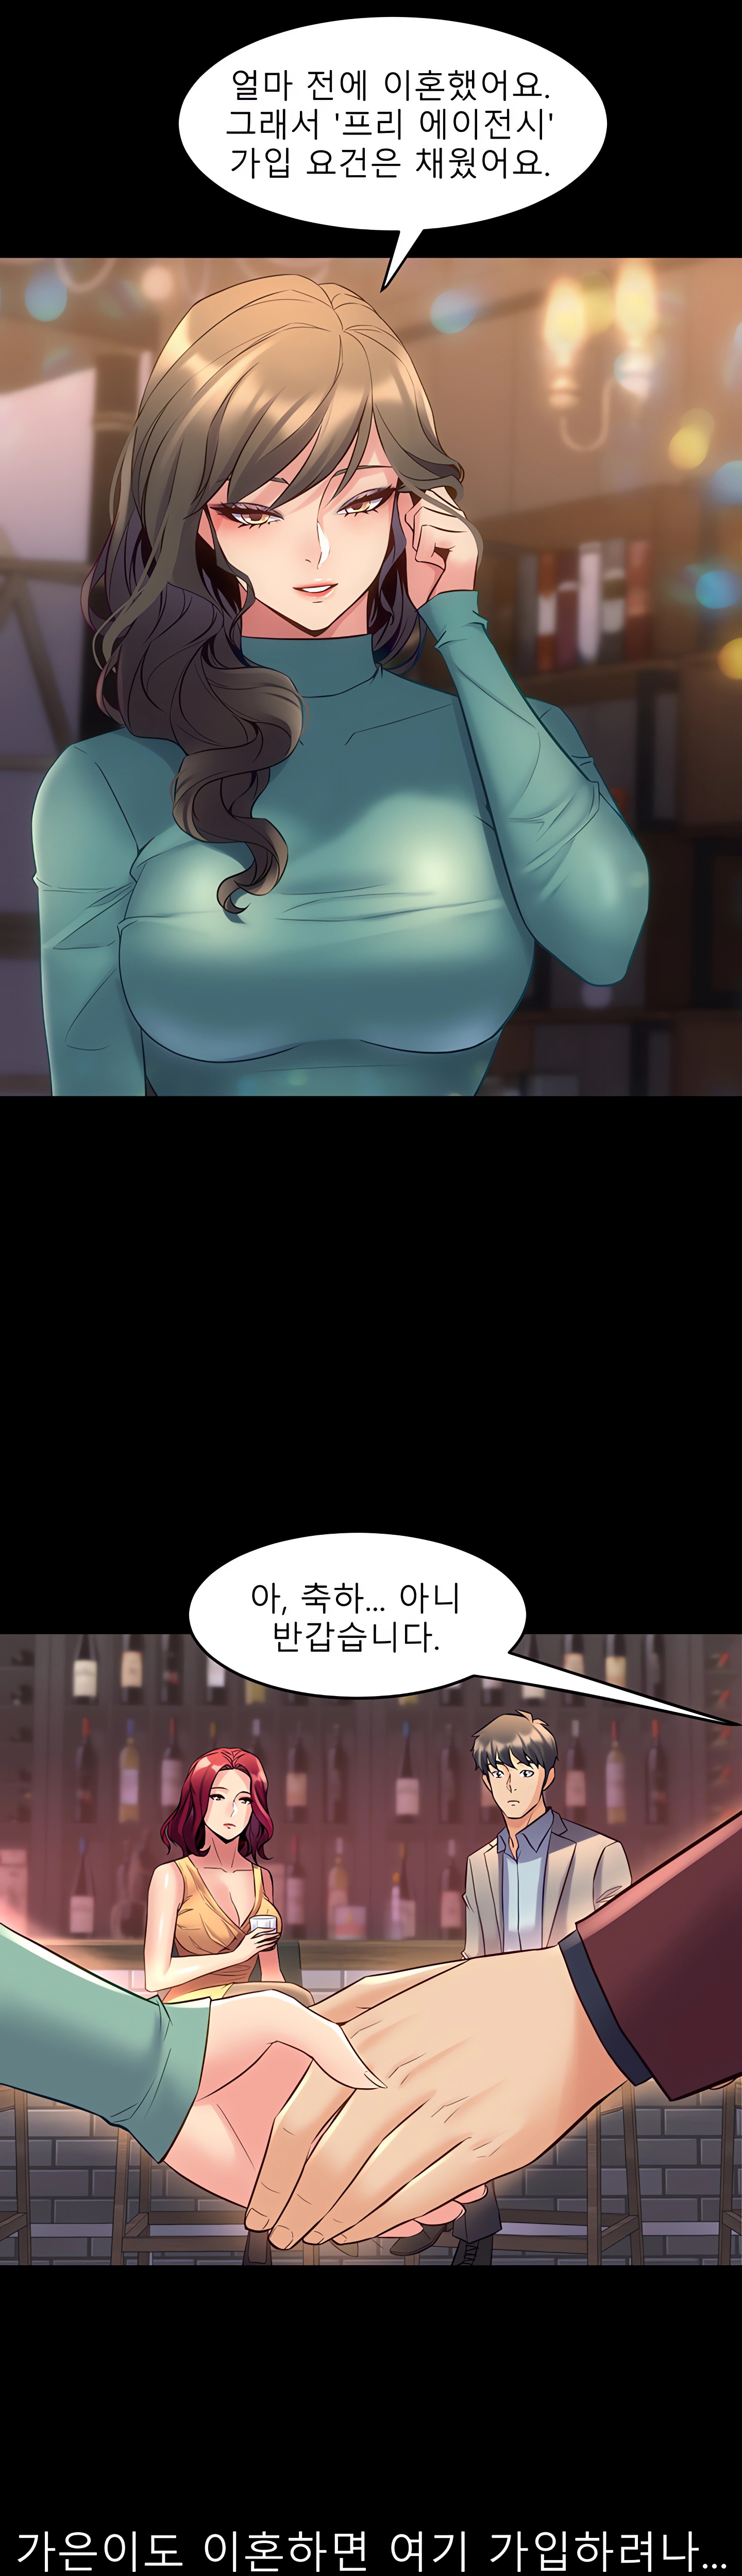 얼마 전에 이혼했어요.
그래서 '프리 에이전시'
가입 요건은 채웠어요.
아, 축하... 아니
반갑습니다.
가은이도 이혼하면 여기 가입하려나...